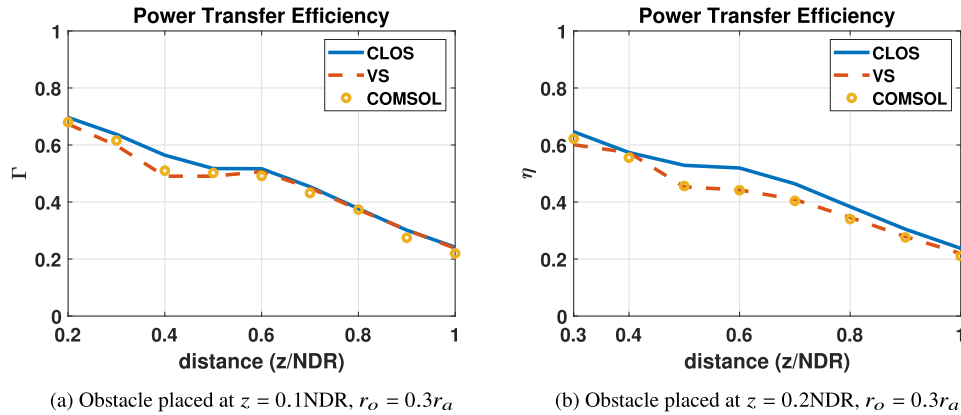 Power Transfer Efficiency
1
0.8
0.6
0.4
0.2
0
Γ
CLOS
VS
COMSOL
0.2 0.4 0.6 0.8 1
distance (z/NDR)
(a) Obstacle placed at z = 0.1NDR, r_o = 0.3r_a
Power Transfer Efficiency
1
0.8
0.6
0.4
0.2
0
η
CLOS
VS
COMSOL
0.3 0.4 0.6 0.8 1
distance (z/NDR)
(b) Obstacle placed at z = 0.2NDR, r_o = 0.3r_a